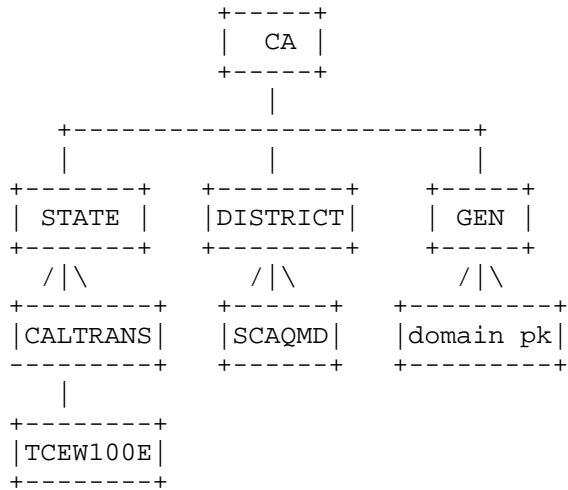 CA
STATE DISTRICT GEN
CALTRANS SCAQMD domain pk
TCEW100E